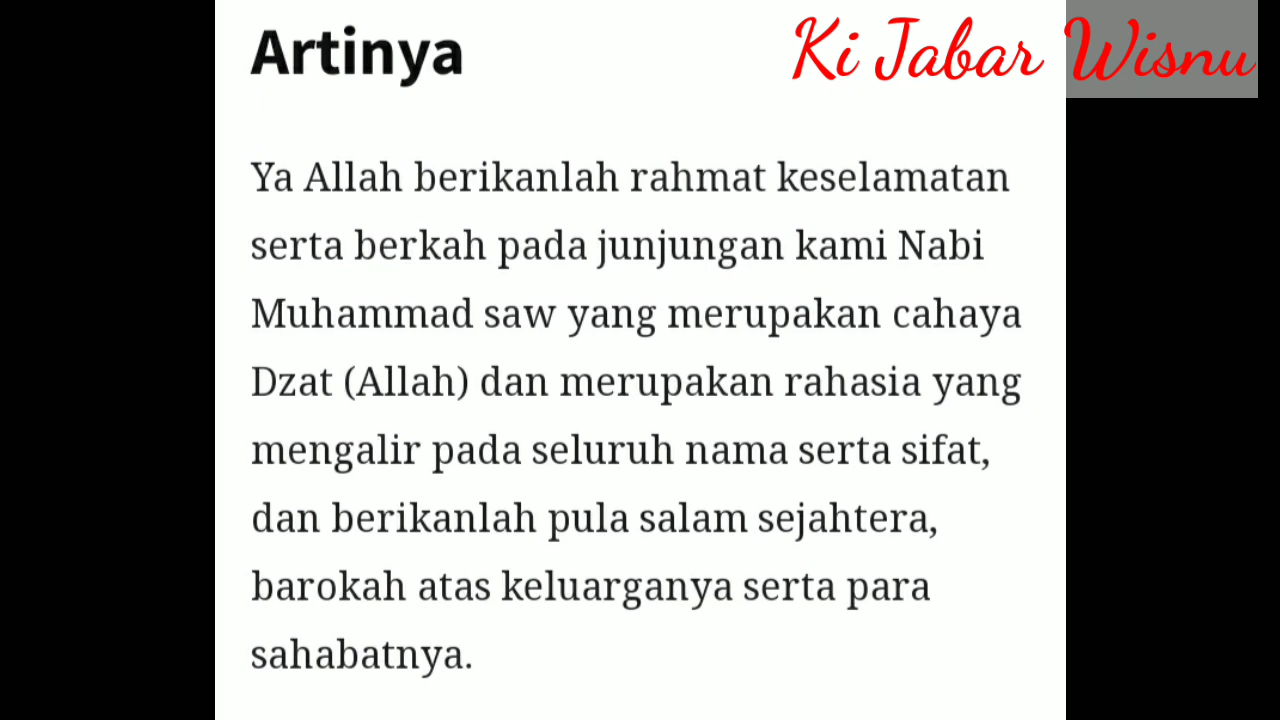 Artinya
Ki Jabar Wisnu
Ya Allah berikanlah rahmat keselamatan
serta berkah pada junjungan kami Nabi
Muhammad saw yang merupakan cahaya
Dzat (Allah) dan merupakan rahasia yang
mengalir pada seluruh nama serta sifat,
dan berikanlah pula salam sejahtera,
barokah atas keluarganya serta para
sahabatnya.